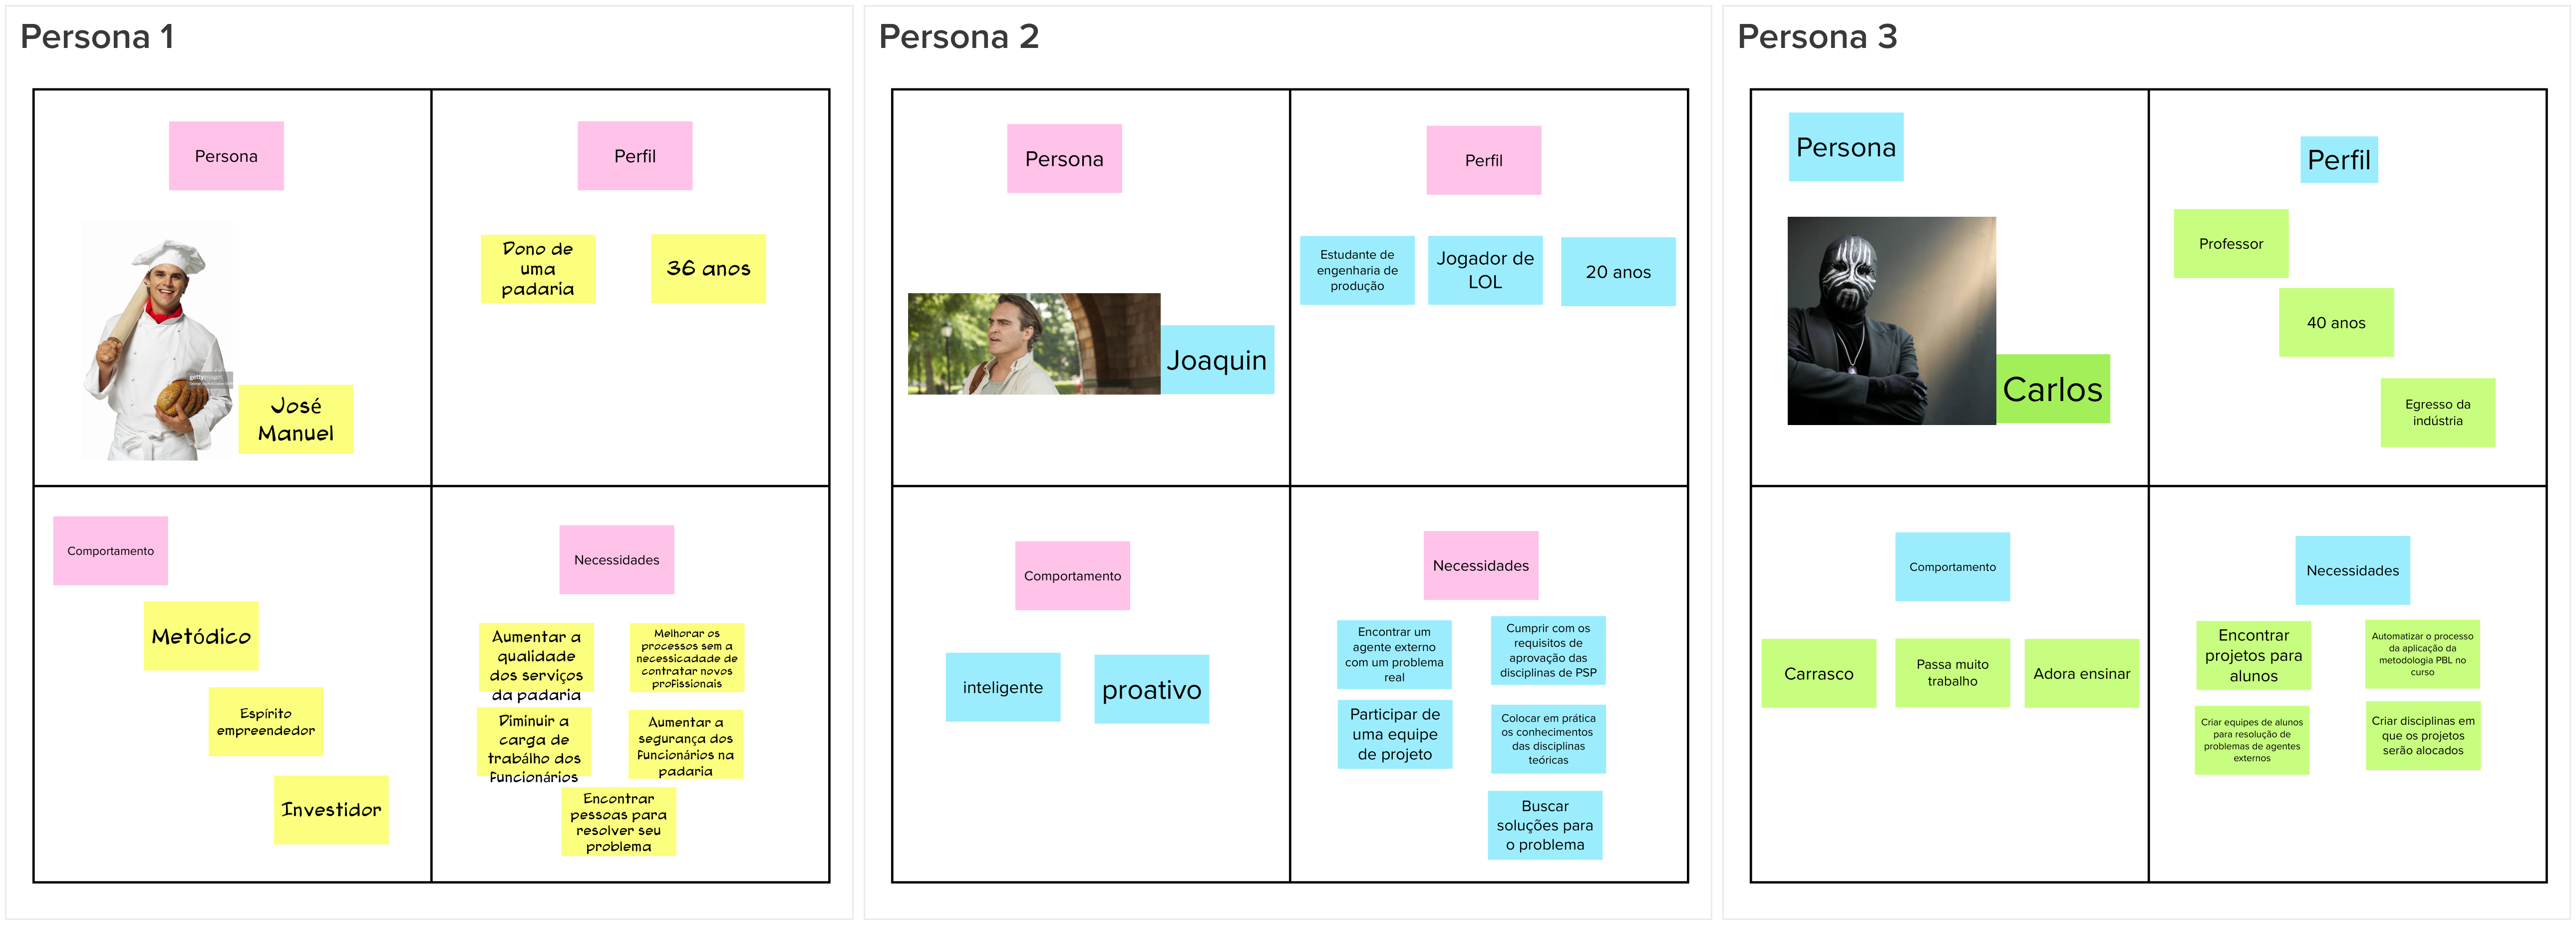 Persona 1
Persona
gettyimages
José
Manuel
Perfil
Dono de
uma
padaria
36 anos
Comportamento
Metódico
Espírito
empreendedor
Investidor
Necessidades
Aumentar a
qualidade
dos serviços
da padaria
Melhorar os
processos sem a
necessicadade de
contratar novos
profissionais
Diminuir a
carga de
trabálho dos
funcionários
Aumentar a
segurança dos
funcionários na
padaria
Encontrar
pessoas para
resolver seu
problema
Persona 2
Persona
Joaquin
Perfil
Estudante de
engenharia de
produção
Jogador de
LOL
20 anos
Comportamento
inteligente
proativo
Necessidades
Encontrar um
agente externo
com um problema
real
Cumprir com os
requisitos de
aprovação das
disciplinas de PSP
Participar de
uma equipe
de projeto
Colocar em prática
os conhecimentos
das disciplinas
teóricas
Buscar
soluções para
o problema
Persona 3
Persona
Carlos
Perfil
Professor
40 anos
Egresso da
indústria
Comportamento
Carrasco
Passa muito
trabalho
Adora ensinar
Necessidades
Encontrar
projetos para
alunos
Automatizar o processo
da aplicação da
metodologia PBL no
curso
Criar equipes de alunos
para resolução de
problemas de agentes
externos
Criar disciplinas em
que os projetos
serão alocados